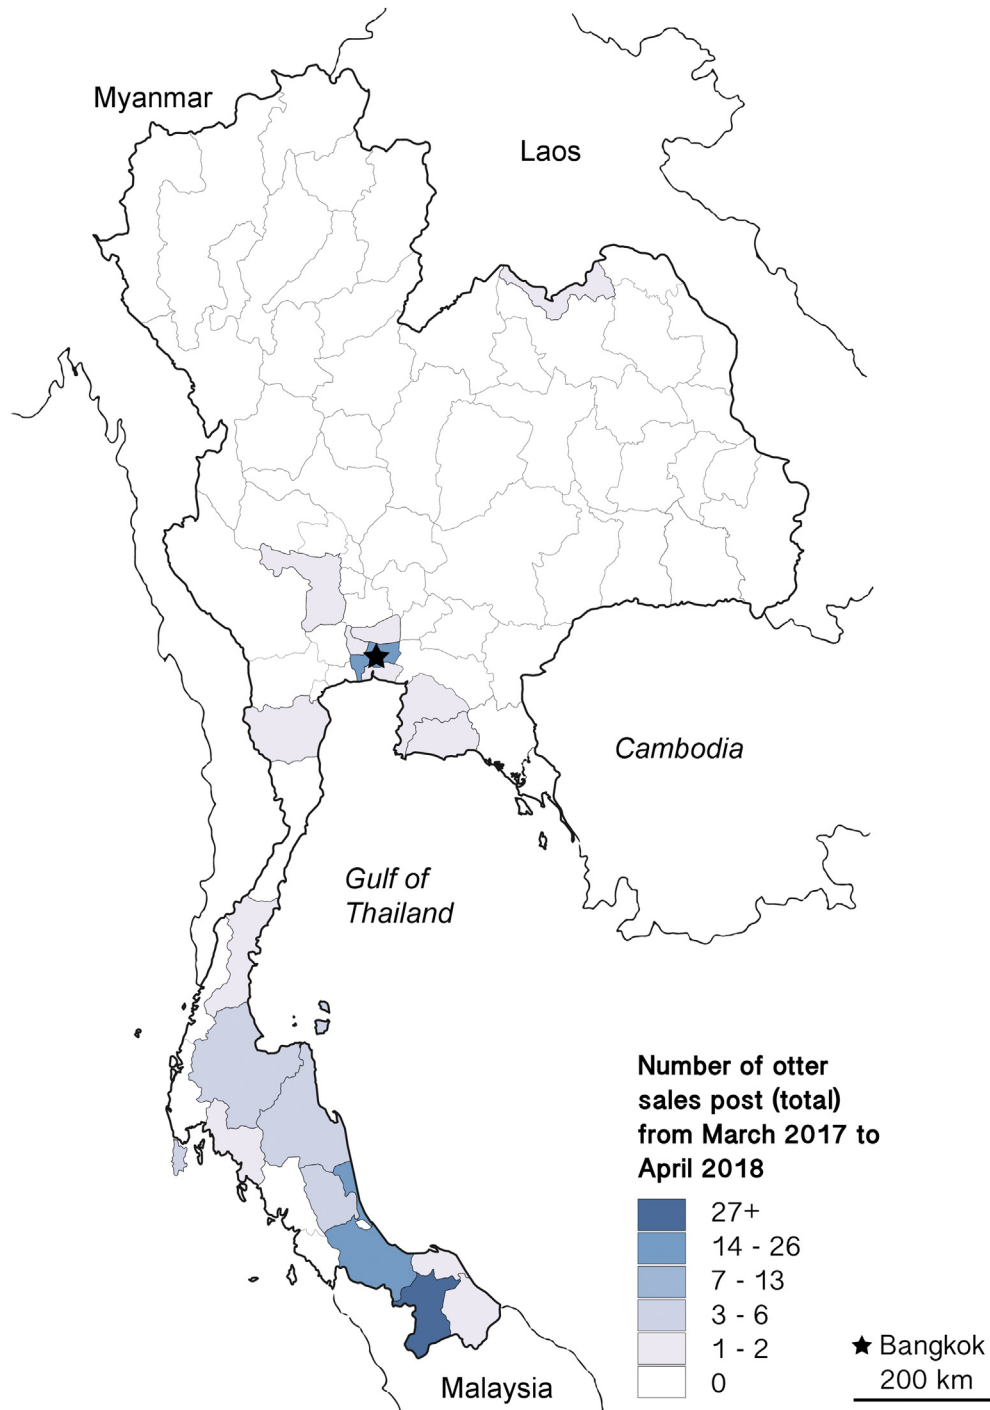 Myanmar
Laos
Cambodia
Gulf of
Thailand
Number of otter
sales post (total)
from March 2017 to
April 2018
27+
14 - 26
7 - 13
3 - 6
1 - 2
0
Bangkok
200 km
Malaysia